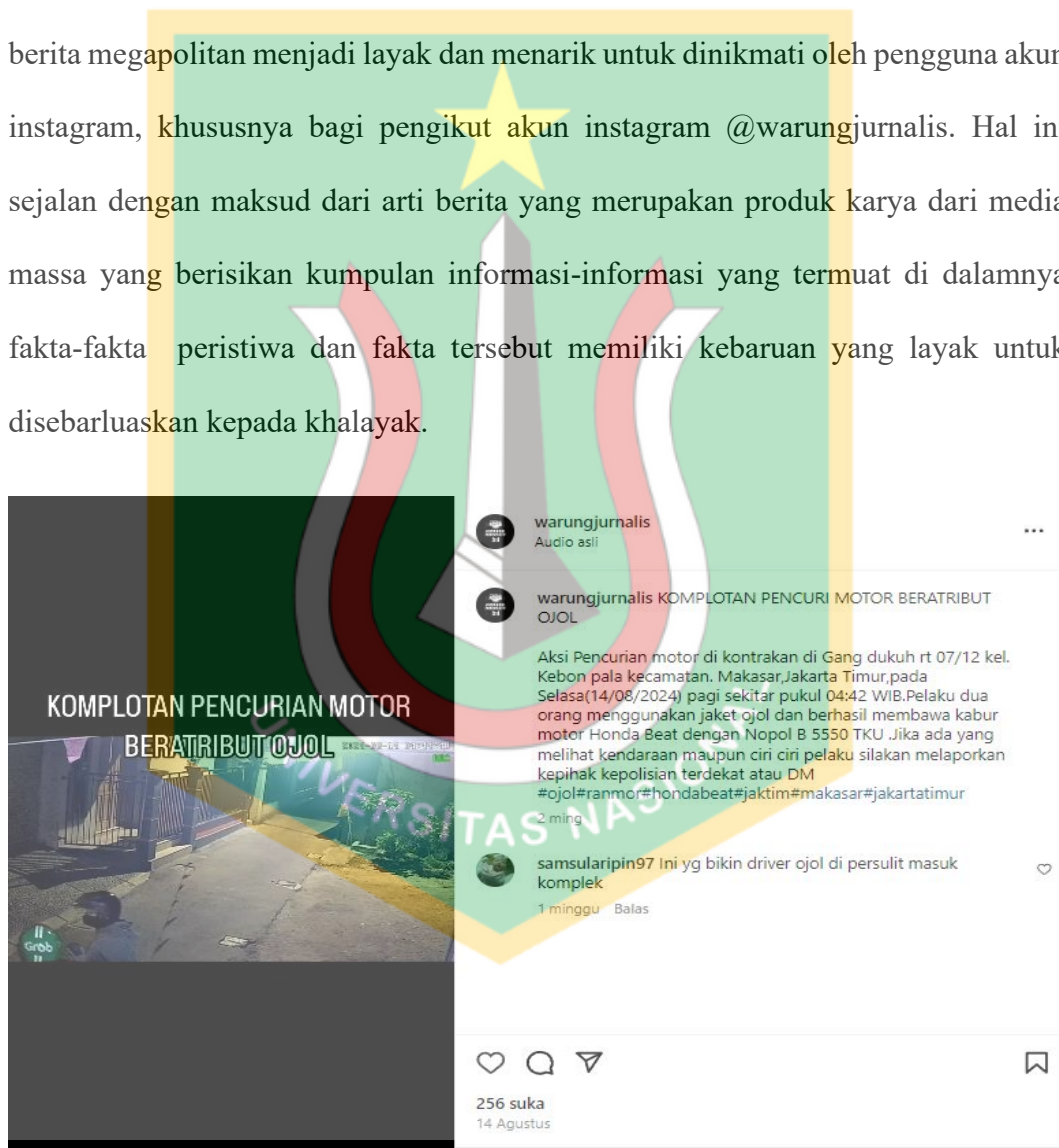 berita megapolitan menjadi layak dan menarik untuk dinikmati oleh pengguna akun
instagram, khususnya bagi pengikut akun instagram @warungjurnalis. Hal ini
sejalan dengan maksud dari arti berita yang merupakan produk karya dari media
massa yang berisikan kumpulan informasi-informasi yang termuat di dalamnya
fakta-fakta peristiwa dan fakta tersebut memiliki kebaruan yang layak untuk
disebarluaskan kepada khalayak.
KOMPLOTAN PENCURIAN MOTOR
BERATRIBUT OJOL
Grab
warungjurnalis
Audio asli
warungjurnalis KOMPLOTAN PENCURI MOTOR BERATRIBUT
OJOL
Aksi Pencurian motor di kontrakan di Gang dukuh rt 07/12 kel.
Kebon pala kecamatan. Makasar,Jakarta Timur,pada
Selasa(14/08/2024) pagi sekitar pukul 04:42 WIB.Pelaku dua
orang menggunakan jaket ojol dan berhasil membawa kabur
motor Honda Beat dengan Nopol B 5550 TKU .Jika ada yang
melihat kendaraan maupun ciri ciri pelaku silakan melaporkan
kepihak kepolisian terdekat atau DM
#ojol#ranmor#hondabeat#jaktim#makasar#jakartatimur
2 ming
samsularipin97 Ini yg bikin driver ojol di persulit masuk
komplek
1 minggu Balas
256 suka
14 Agustus
UNIVERSITAS NASIONAL